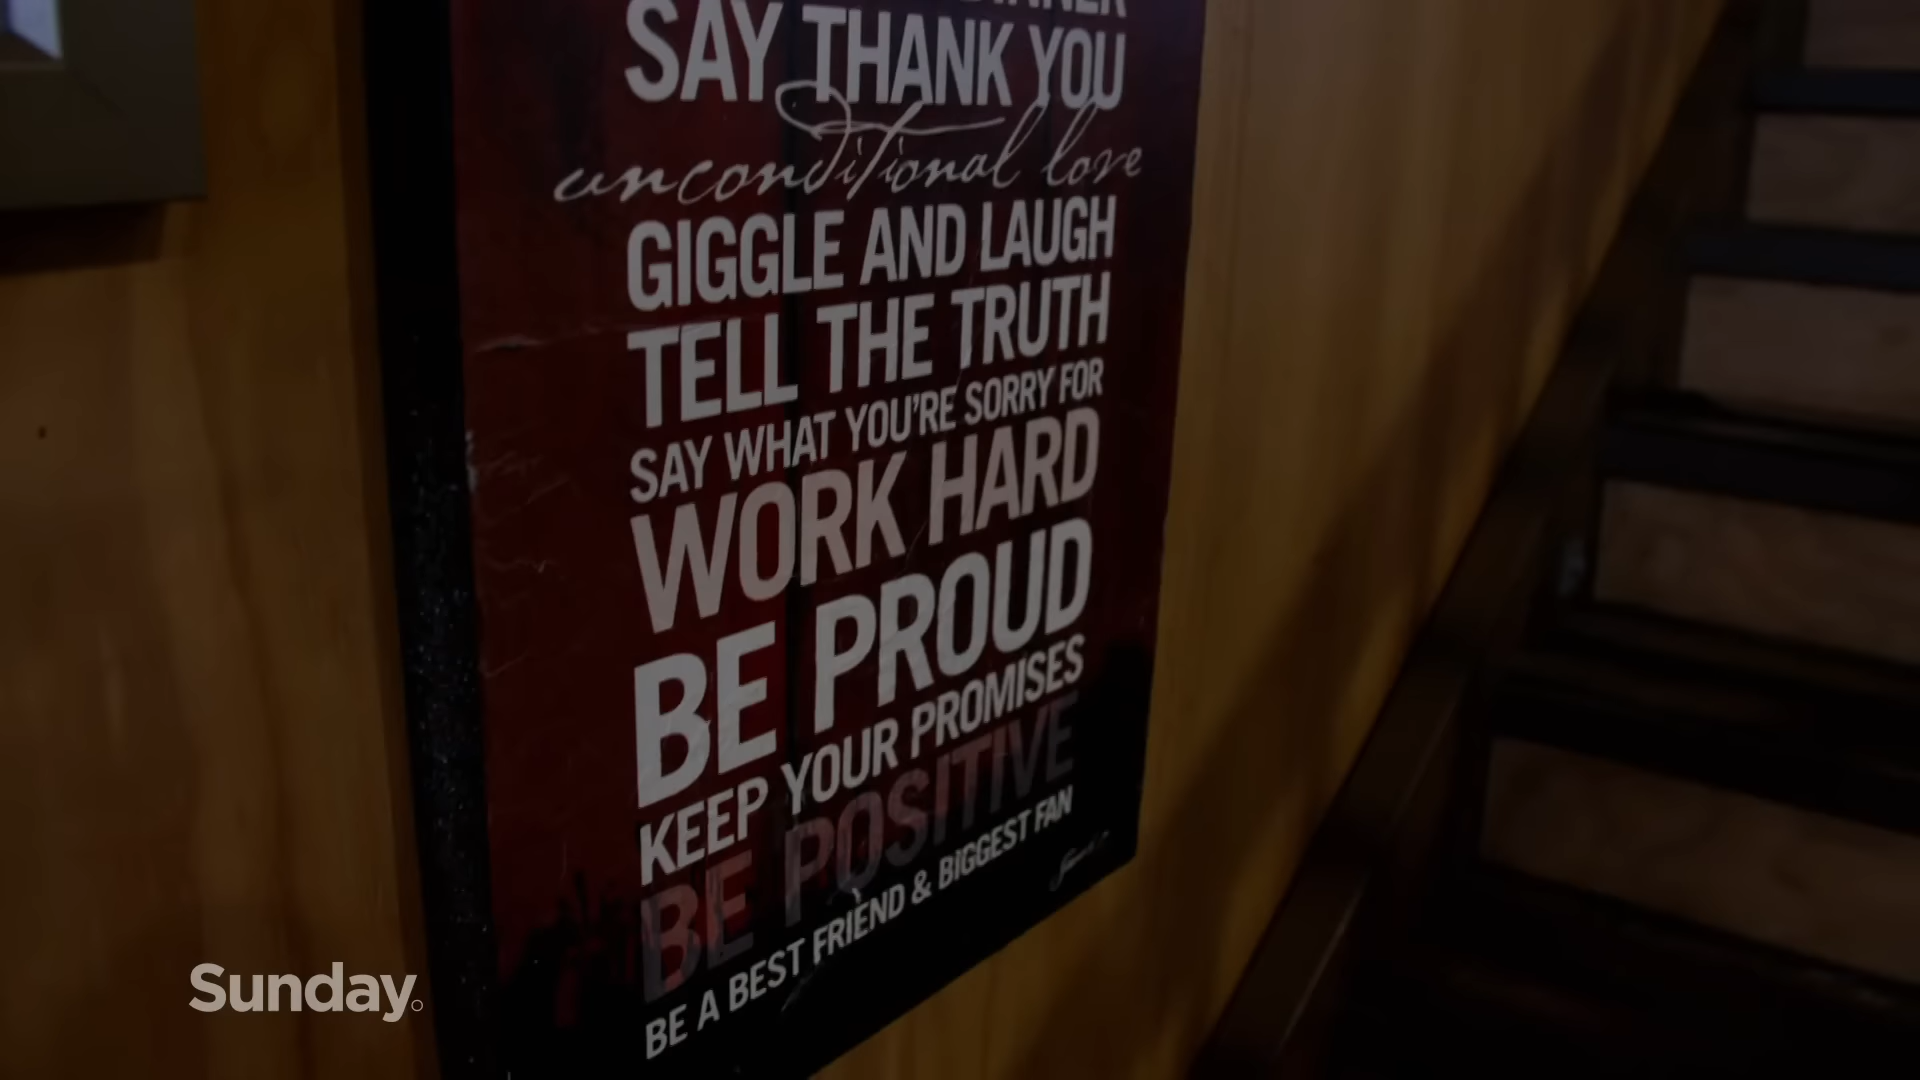 SAY THANK YOU
unconditional love
GIGGLE AND LAUGH
TELL THE TRUTH
SAY WHAT YOU'RE SORRY FOR
WORK HARD
BE PROUD
KEEP YOUR PROMISES
BE POSITIVE
BE A BEST FRIEND & BIGGEST FAN
Sunday.